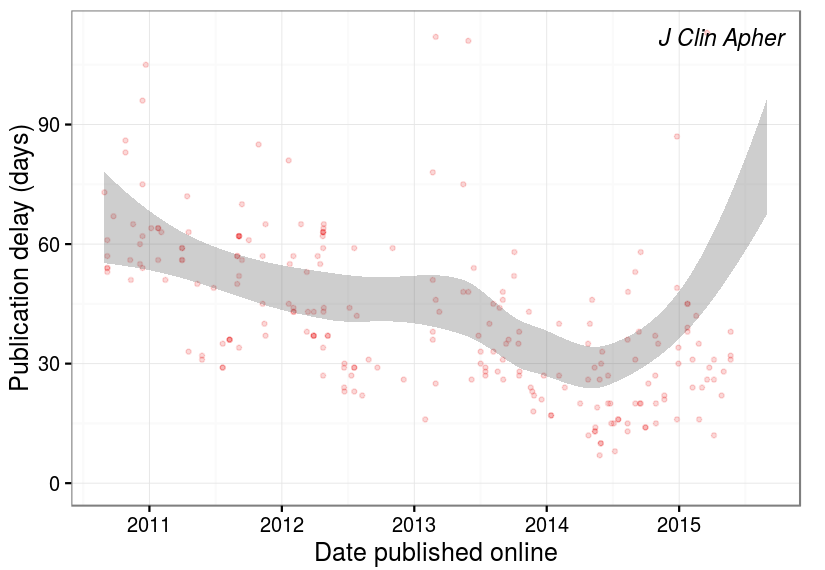 J Clin Apher
Publication delay (days)
90
60
30
0
2011 2012 2013 2014 2015
Date published online